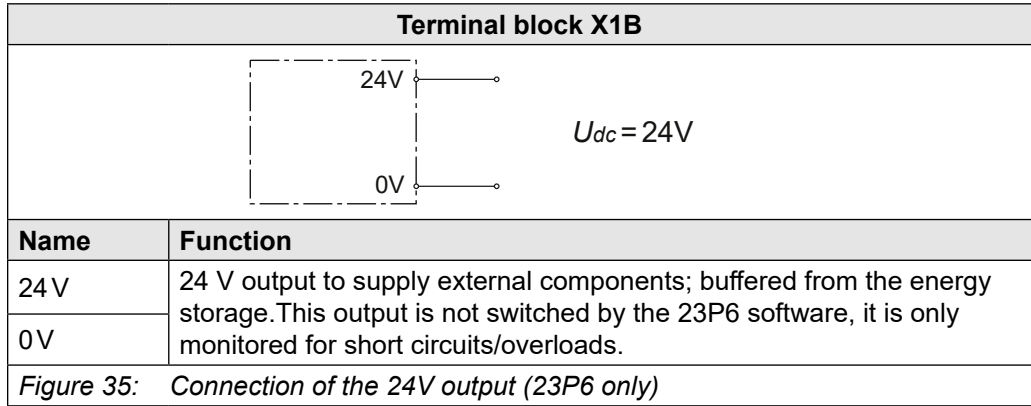 Terminal block X1B
24V
Udc = 24V
0V
Name Function
24 V
0 V
24 V output to supply external components; buffered from the energy
storage.This output is not switched by the 23P6 software, it is only
monitored for short circuits/overloads.
Figure 35: Connection of the 24V output (23P6 only)